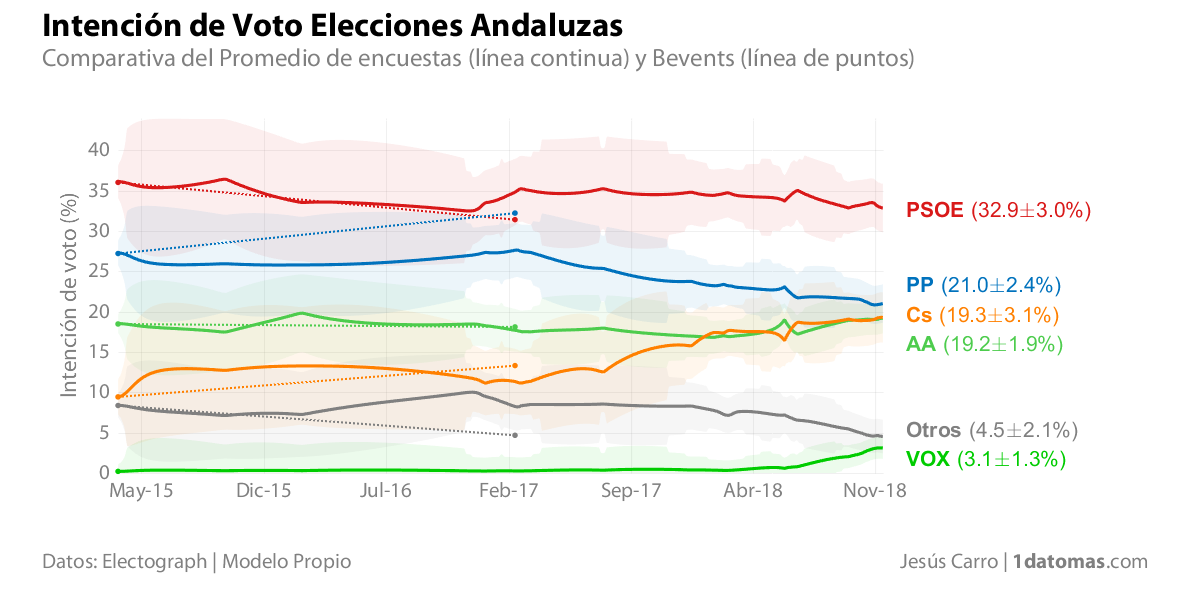 Intención de Voto Elecciones Andaluzas
Comparativa del Promedio de encuestas (línea continua) y Bevents (línea de puntos)
Intención de voto (%)
40
35
30
25
20
15
10
5
0
May-15
Dic-15
Jul-16
Feb-17
Sep-17
Abr-18
Nov-18
PSOE (32.9±3.0%)
PP (21.0±2.4%)
Cs (19.3±3.1%)
AA (19.2±1.9%)
Otros (4.5±2.1%)
VOX (3.1±1.3%)
Datos: Electograph | Modelo Propio
Jesús Carro | 1datomas.com